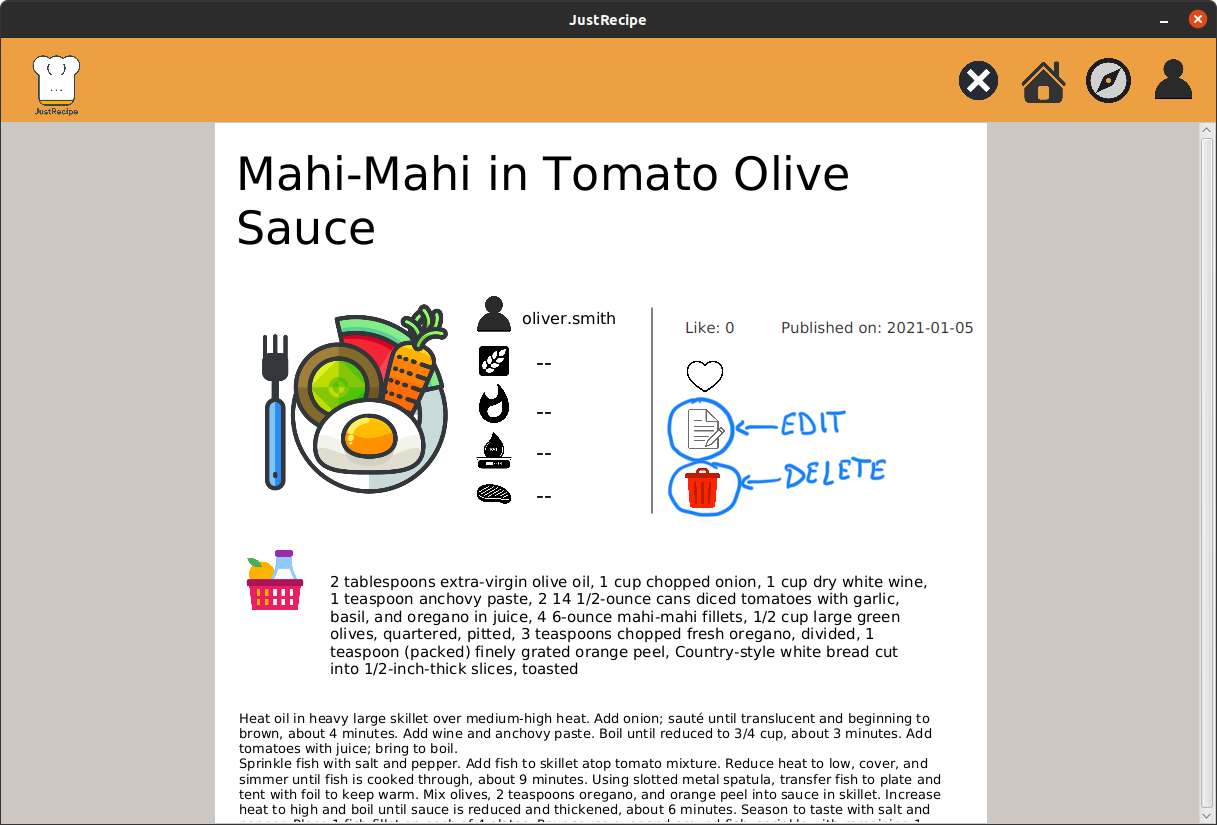 JustRecipe
JustRecipe
Mahi-Mahi in Tomato Olive
Sauce
oliver.smith
--
--
--
--
Like: 0
Published on: 2021-01-05
EDIT
DELETE
2 tablespoons extra-virgin olive oil, 1 cup chopped onion, 1 cup dry white wine,
1 teaspoon anchovy paste, 2 14 1/2-ounce cans diced tomatoes with garlic,
basil, and oregano in juice, 4 6-ounce mahi-mahi fillets, 1/2 cup large green
olives, quartered, pitted, 3 teaspoons chopped fresh oregano, divided, 1
teaspoon (packed) finely grated orange peel, Country-style white bread cut
into 1/2-inch-thick slices, toasted
Heat oil in heavy large skillet over medium-high heat. Add onion; sauté until translucent and beginning to
brown, about 4 minutes. Add wine and anchovy paste. Boil until reduced to 3/4 cup, about 3 minutes. Add
tomatoes with juice; bring to boil.
Sprinkle fish with salt and pepper. Add fish to skillet atop tomato mixture. Reduce heat to low, cover, and
simmer until fish is cooked through, about 9 minutes. Using slotted metal spatula, transfer fish to plate and
tent with foil to keep warm. Mix olives, 2 teaspoons oregano, and orange peel into sauce in skillet. Increase
heat to high and boil until sauce is reduced and thickened, about 6 minutes. Season to taste with salt and